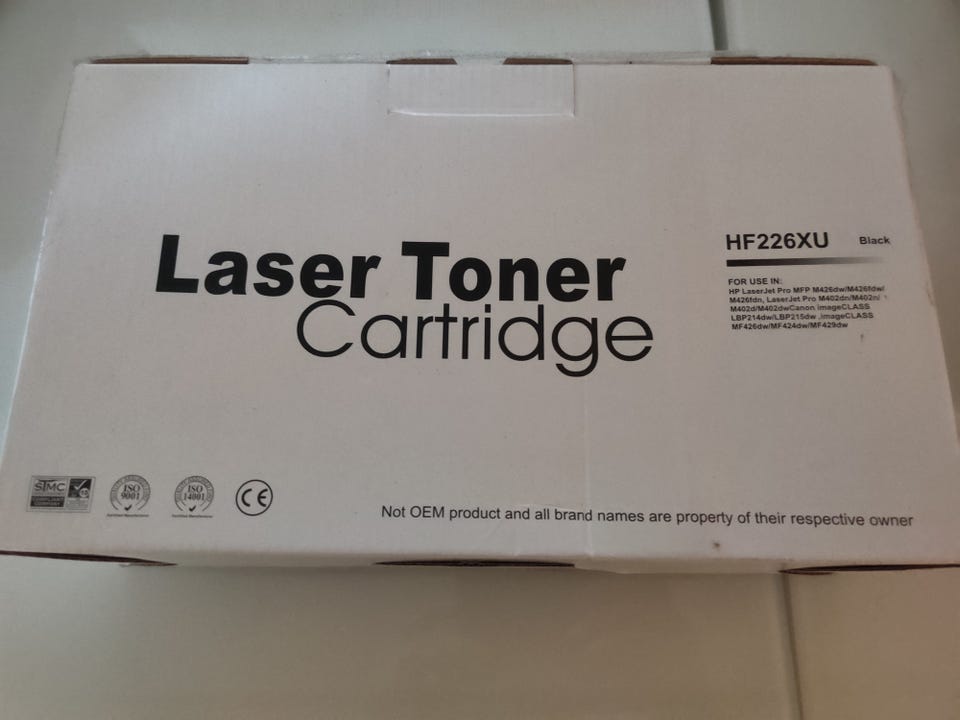 Laser Toner
Cartridge
HF226XU Black
FOR USE IN:
HP LaserJet Pro MFP M426dw/M426fdw/
M426fdn, LaserJet Pro M402dn/M402n/
M402d/M402dwCanon imageCLASS
LBP214dw/LBP215dw ,imageCLASS
MF426dw/MF424dw/MF429dw
STMC
ISO
9001
ISO
14001
CE
Not OEM product and all brand names are property of their respective owner